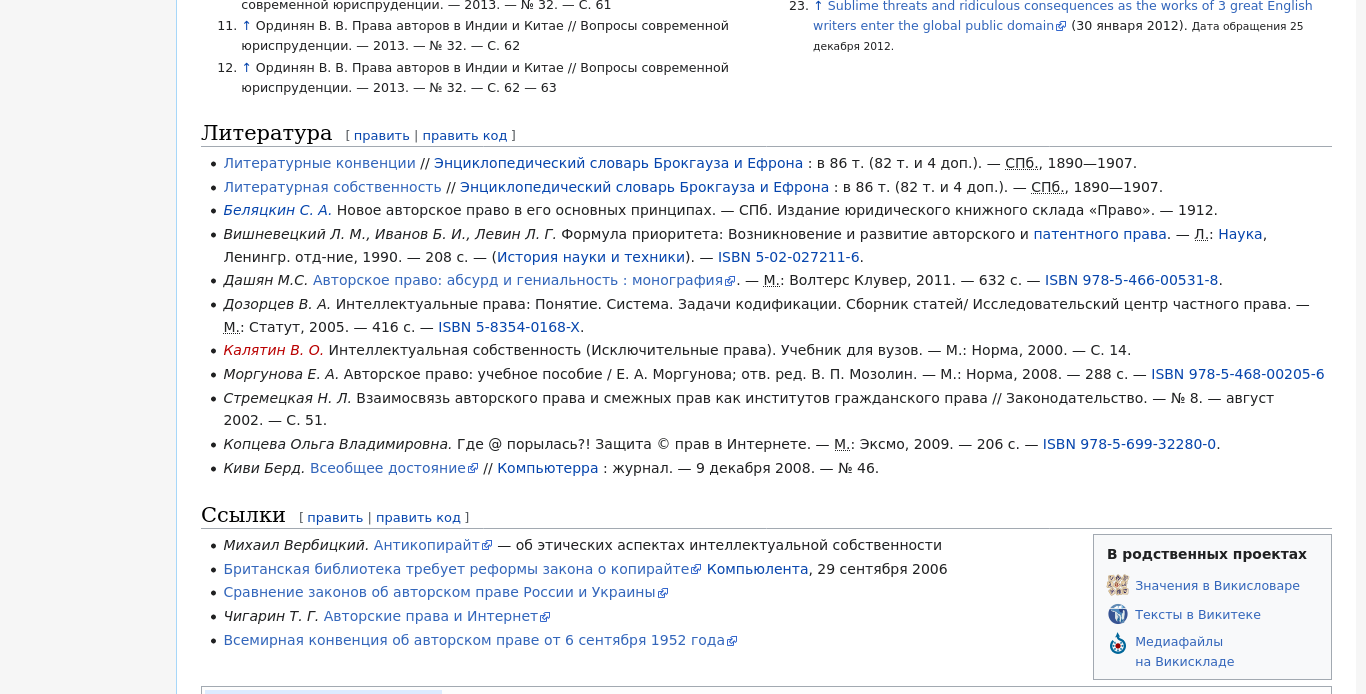 современной юриспруденции. — 2013. — № 32. — С. 61
11. ↑ Ординян В. В. Права авторов в Индии и Китае // Вопросы современной
юриспруденции. — 2013. — № 32. — С. 62
12. ↑ Ординян В. В. Права авторов в Индии и Китае // Вопросы современной
юриспруденции. — 2013. — № 32. — С. 62 — 63
23. ↑ Sublime threats and ridiculous consequences as the works of 3 great English
writers enter the global public domain (30 января 2012). Дата обращения 25
декабря 2012.
Литература [ править | править код ]
• Литературные конвенции // Энциклопедический словарь Брокгауза и Ефрона : в 86 т. (82 т. и 4 доп.). — СПб., 1890—1907.
• Литературная собственность // Энциклопедический словарь Брокгауза и Ефрона : в 86 т. (82 т. и 4 доп.). — СПб., 1890—1907.
• Беляцкин С. А. Новое авторское право в его основных принципах. — СПб. Издание юридического книжного склада «Право». — 1912.
• Вишневецкий Л. М., Иванов Б. И., Левин Л. Г. Формула приоритета: Возникновение и развитие авторского и патентного права. — Л.: Наука,
Ленингр. отд-ние, 1990. — 208 с. — (История науки и техники). — ISBN 5-02-027211-6.
• Дашян М.С. Авторское право: абсурд и гениальность : монография. — М.: Волтерс Клувер, 2011. — 632 с. — ISBN 978-5-466-00531-8.
• Дозорцев В. А. Интеллектуальные права: Понятие. Система. Задачи кодификации. Сборник статей/ Исследовательский центр частного права. —
М.: Статут, 2005. — 416 с. — ISBN 5-8354-0168-X.
• Калятин В. О. Интеллектуальная собственность (Исключительные права). Учебник для вузов. — М.: Норма, 2000. — С. 14.
• Моргунова Е. А. Авторское право: учебное пособие / Е. А. Моргунова; отв. ред. В. П. Мозолин. — М.: Норма, 2008. — 288 с. — ISBN 978-5-468-00205-6
• Стремецкая Н. Л. Взаимосвязь авторского права и смежных прав как институтов гражданского права // Законодательство. — № 8. — август
2002. — С. 51.
• Копцева Ольга Владимировна. Где @ порылась?! Защита © прав в Интернете. — М.: Эксмо, 2009. — 206 с. — ISBN 978-5-699-32280-0.
• Киви Берд. Всеобщее достояние // Компьютерра : журнал. — 9 декабря 2008. — № 46.
Ссылки [ править | править код ]
• Михаил Вербицкий. Антикопирайт — об этических аспектах интеллектуальной собственности
• Британская библиотека требует реформы закона о копирайте Компьюлента, 29 сентября 2006
• Сравнение законов об авторском праве России и Украины
• Чигарин Т. Г. Авторские права и Интернет
• Всемирная конвенция об авторском праве от 6 сентября 1952 года
В родственных проектах
Значения в Викисловаре
Тексты в Викитеке
Медиафайлы
на Викискладе